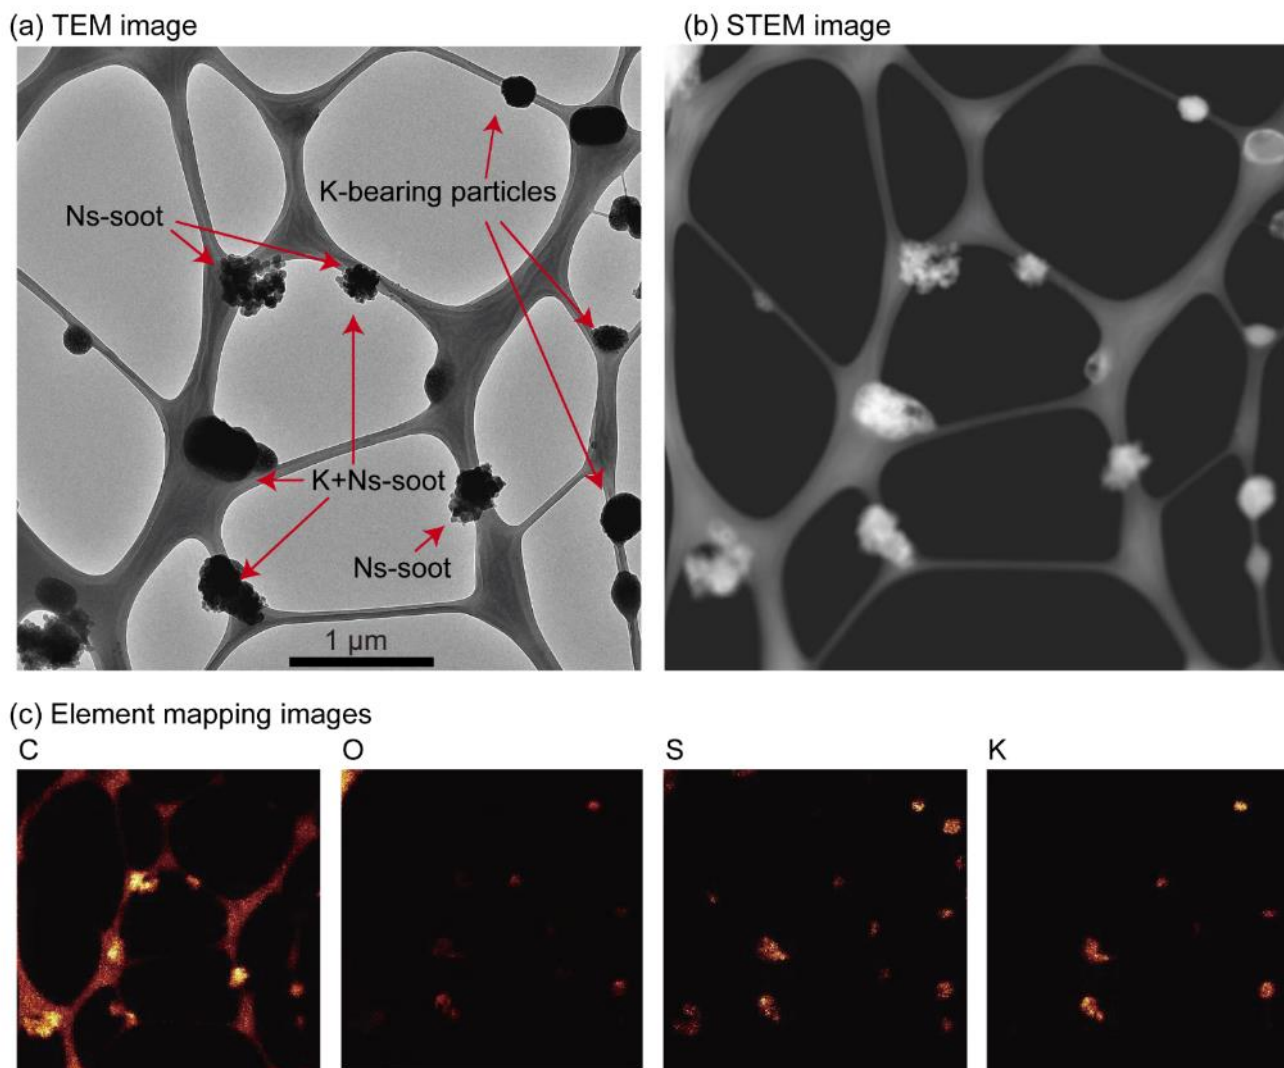 (a) TEM image
(b) STEM image
K-bearing particles
Ns-soot
K+Ns-soot
Ns-soot
1 µm
(c) Element mapping images
C
O
S
K